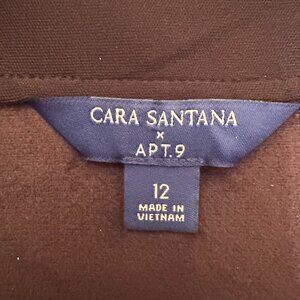 CARA SANTANA
x
APT.9
12
MADE IN
VIETNAM